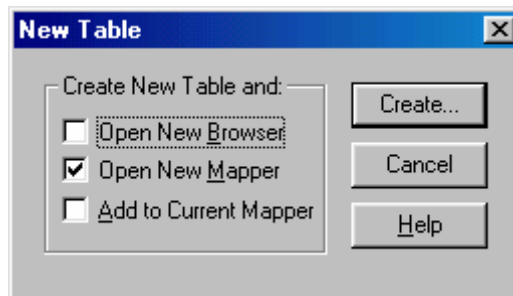 New Table
Create New Table and:
Open New Browser
Open New Mapper
Add to Current Mapper
Create...
Cancel
Help